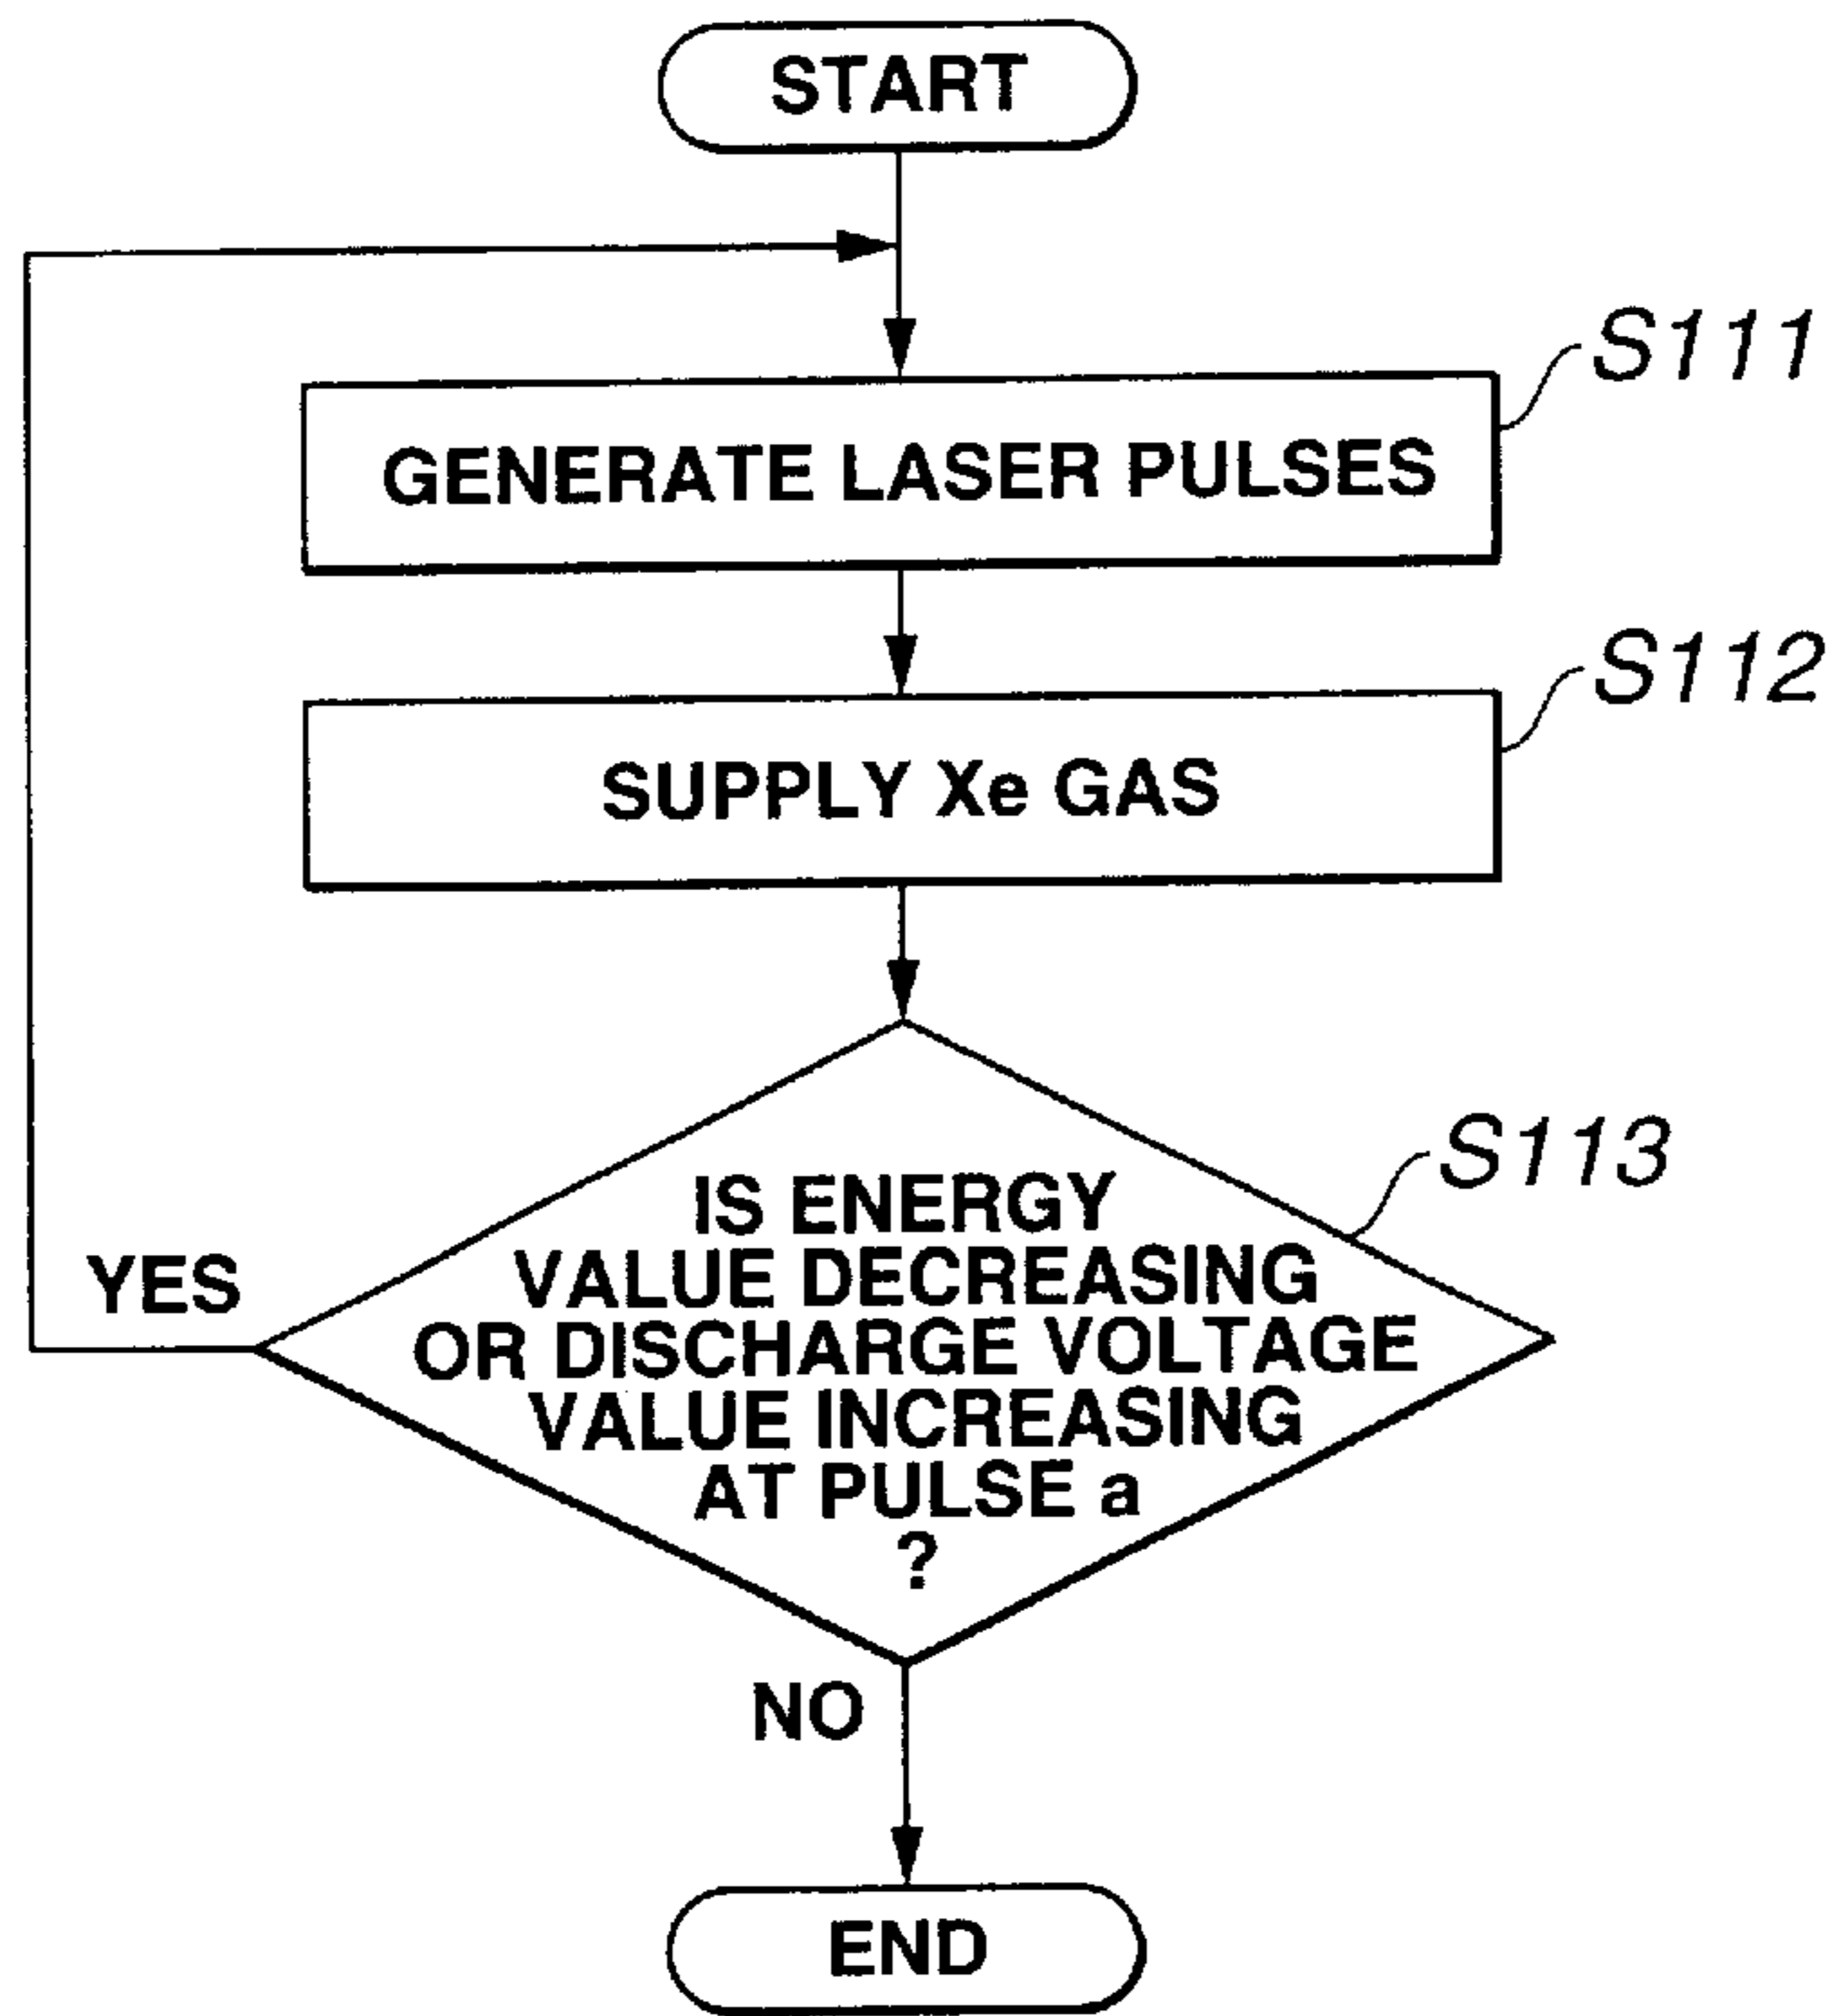 START
S111
GENERATE LASER PULSES
S112
SUPPLY Xe GAS
S113
IS ENERGY
VALUE DECREASING
OR DISCHARGE VOLTAGE
VALUE INCREASING
AT PULSE a
?
YES
NO
END